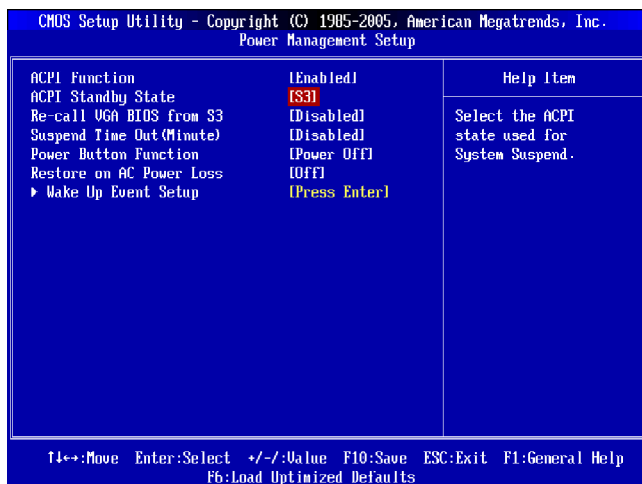 CMOS Setup Utility - Copyright (C) 1985-2005, American Megatrends, Inc.
Power Management Setup
ACPI Function [Enabled]
ACPI Standby State [S3]
Re-call VGA BIOS from S3 [Disabled]
Suspend Time Out(Minute) [Disabled]
Power Button Function [Power Off]
Restore on AC Power Loss [Off]
▸ Wake Up Event Setup [Press Enter]
Help Item
Select the ACPI
state used for
System Suspend.
↑↓←→:Move Enter:Select +/-/:Value F10:Save ESC:Exit F1:General Help
F6:Load Optimized Defaults